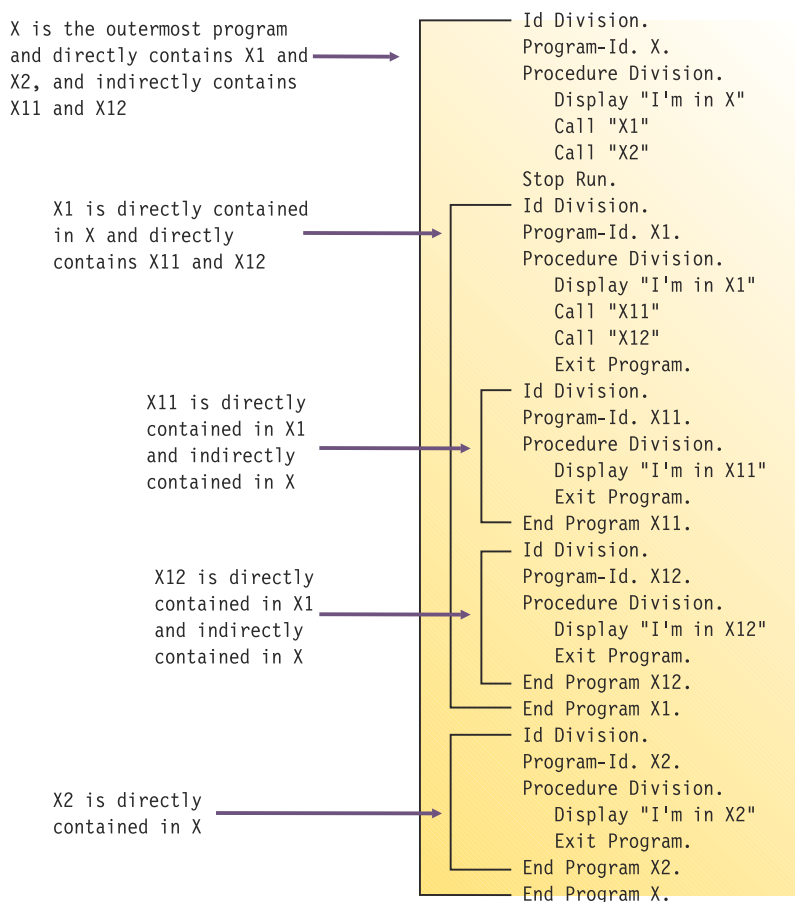 X is the outermost program
and directly contains X1 and
X2, and indirectly contains
X11 and X12
X1 is directly contained
in X and directly
contains X11 and X12
X11 is directly
contained in X1
and indirectly
contained in X
X12 is directly
contained in X1
and indirectly
contained in X
X2 is directly
contained in X
Id Division.
Program-Id. X.
Procedure Division.
Display "I'm in X"
Call "X1"
Call "X2"
Stop Run.
Id Division.
Program-Id. X1.
Procedure Division.
Display "I'm in X1"
Call "X11"
Call "X12"
Exit Program.
Id Division.
Program-Id. X11.
Procedure Division.
Display "I'm in X11"
Exit Program.
End Program X11.
Id Division.
Program-Id. X12.
Procedure Division.
Display "I'm in X12"
Exit Program.
End Program X12.
End Program X1.
Id Division.
Program-Id. X2.
Procedure Division.
Display "I'm in X2"
Exit Program.
End Program X2.
End Program X.